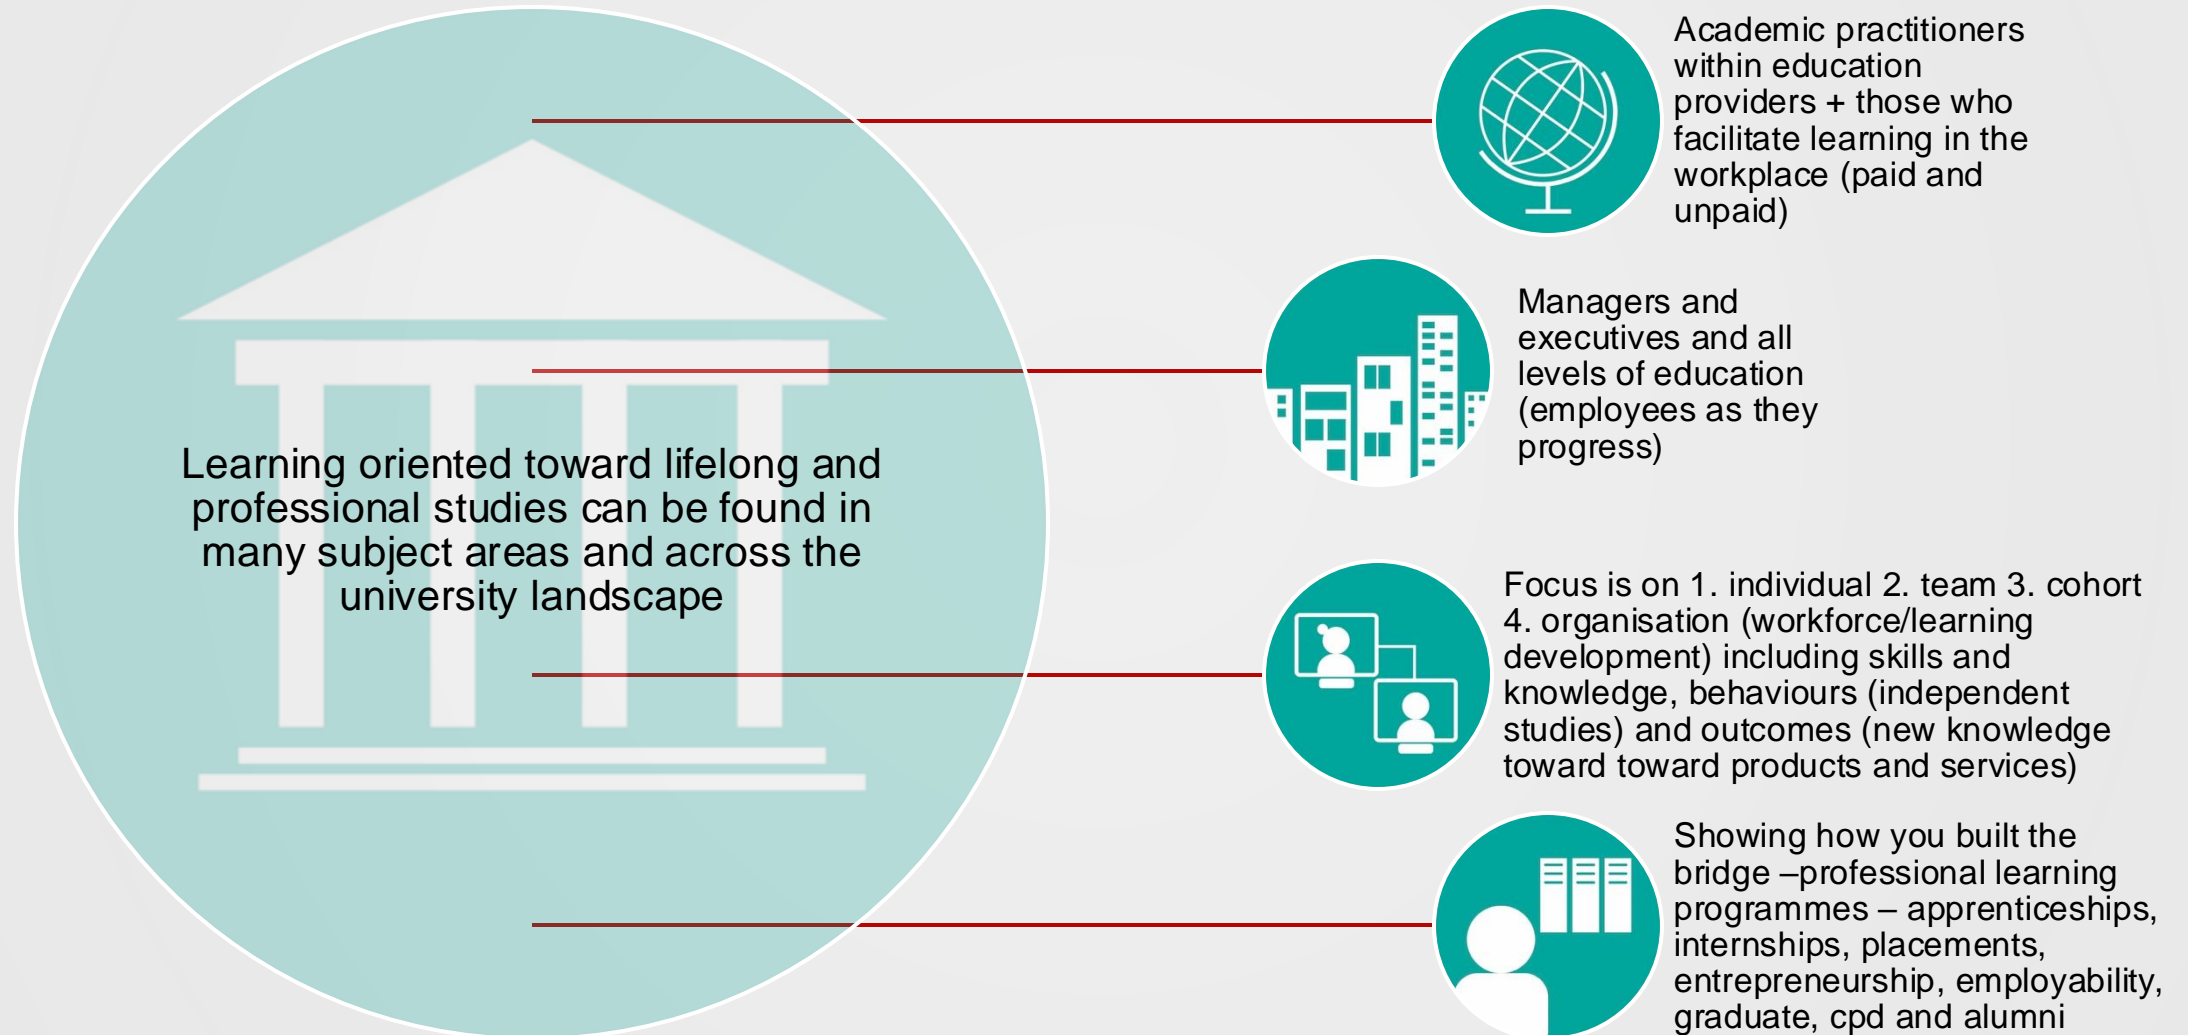 Learning oriented toward lifelong and
professional studies can be found in
many subject areas and across the
university landscape
Academic practitioners
within education
providers + those who
facilitate learning in the
workplace (paid and
unpaid)
Managers and
executives and all
levels of education
(employees as they
progress)
Focus is on 1. individual 2. team 3. cohort
4. organisation (workforce/learning
development) including skills and
knowledge, behaviours (independent
studies) and outcomes (new knowledge
toward toward products and services)
Showing how you built the
bridge –professional learning
programmes – apprenticeships,
internships, placements,
entrepreneurship, employability,
graduate, cpd and alumni